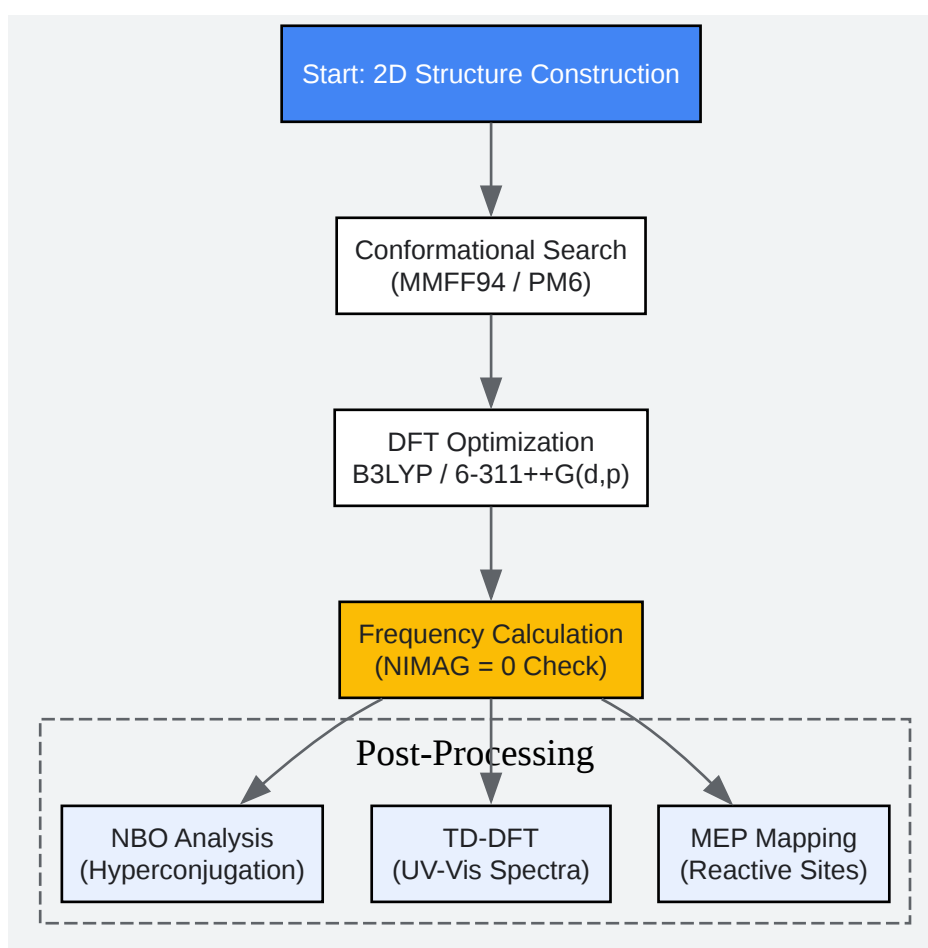 Start: 2D Structure Construction
Conformational Search
(MMFF94 / PM6)
DFT Optimization
B3LYP / 6-311++G(d,p)
Frequency Calculation
(NIMAG = 0 Check)
Post-Processing
NBO Analysis
(Hyperconjugation)
TD-DFT
(UV-Vis Spectra)
MEP Mapping
(Reactive Sites)